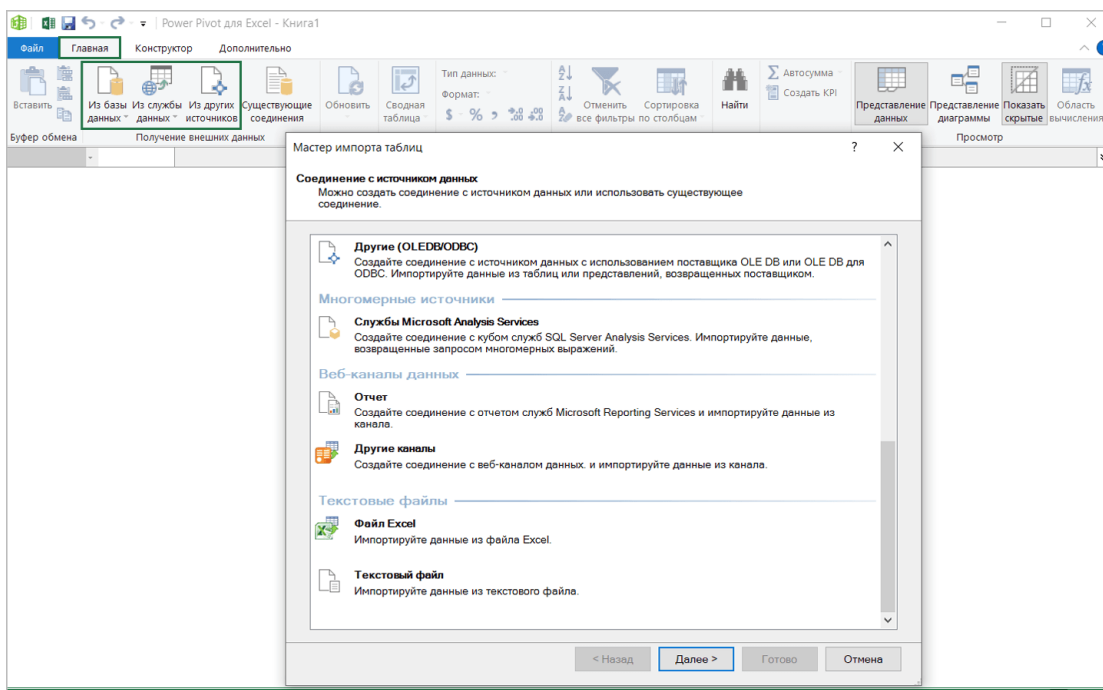 Power Pivot для Excel - Книга1
Файл Главная Конструктор Дополнительно
Вставить
Из базы данных
Из службы данных
Из других источников
Существующие соединения
Обновить
Сводная таблица
Тип данных:
Формат:
$ % 
Отменить все фильтры
Сортировка по столбцам
Найти
Автосумма
Создать KPI
Представление данных
Представление диаграммы
Показать скрытые
Область вычисления
Буфер обмена
Получение внешних данных
Просмотр
Мастер импорта таблиц
Соединение с источником данных
Можно создать соединение с источником данных или использовать существующее
соединение.
Другие (OLEDB/ODBC)
Создайте соединение с источником данных с использованием поставщика OLE DB или OLE DB для
ODBC. Импортируйте данные из таблиц или представлений, возвращенных поставщиком.
Многомерные источники
Службы Microsoft Analysis Services
Создайте соединение с кубом служб SQL Server Analysis Services. Импортируйте данные,
возвращенные запросом многомерных выражений.
Веб-каналы данных
Отчет
Создайте соединение с отчетом служб Microsoft Reporting Services и импортируйте данные из
канала.
Другие каналы
Создайте соединение с веб-каналом данных. и импортируйте данные из канала.
Текстовые файлы
Файл Excel
Импортируйте данные из файла Excel.
Текстовый файл
Импортируйте данные из текстового файла.
< Назад Далее > Готово Отмена